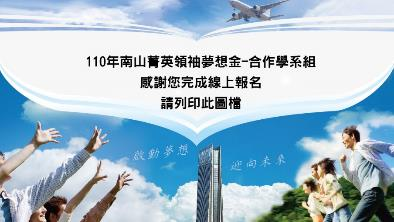 110年南山菁英領袖夢想金-合作學系組
感謝您完成線上報名
請列印此圖檔
啟動夢想
迎向未來